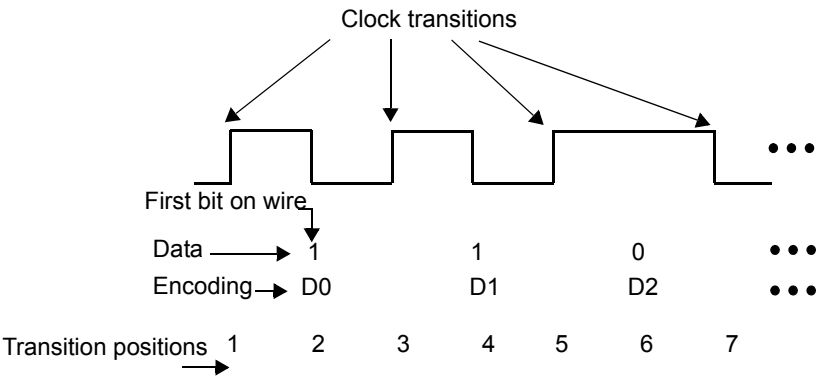 Clock transitions
First bit on wire
Data 1 1 0 •••
Encoding D0 D1 D2 •••
Transition positions 1 2 3 4 5 6 7